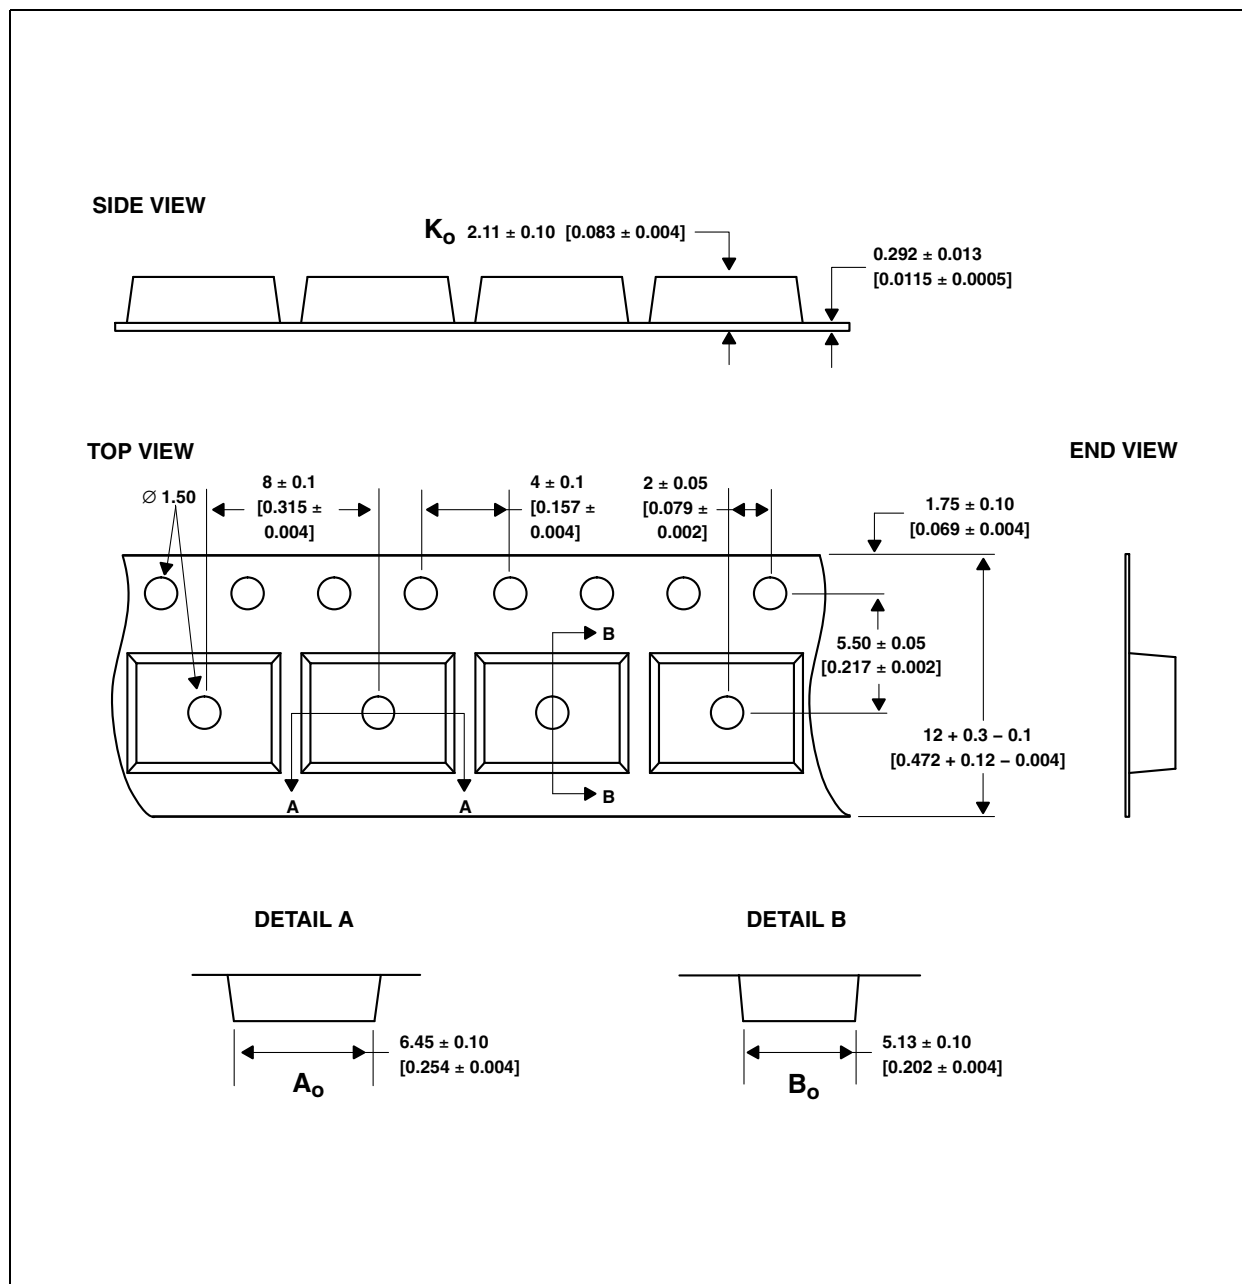 SIDE VIEW
Ko 2.11 ± 0.10 [0.083 ± 0.004]
0.292 ± 0.013
[0.0115 ± 0.0005]
TOP VIEW
END VIEW
∅ 1.50
8 ± 0.1
[0.315 ±
0.004]
4 ± 0.1
[0.157 ±
0.004]
2 ± 0.05
[0.079 ±
0.002]
1.75 ± 0.10
[0.069 ± 0.004]
B
5.50 ± 0.05
[0.217 ± 0.002]
12 + 0.3 − 0.1
[0.472 + 0.12 − 0.004]
A
A
B
DETAIL A
DETAIL B
6.45 ± 0.10
[0.254 ± 0.004]
Ao
5.13 ± 0.10
[0.202 ± 0.004]
Bo